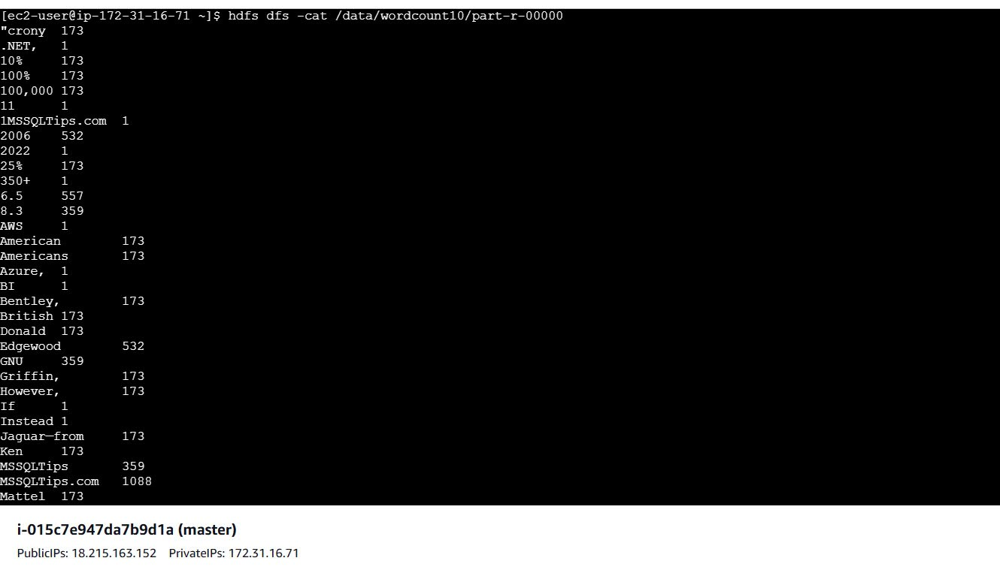 [ec2-user@ip-172-31-16-71 ~]$ hdfs dfs -cat /data/wordcount10/part-r-00000
"crony  173
.NET,   1
10%     173
100%    173
100,000 173
11      1
1MSSQLTips.com  1
2006    532
2022    1
25%     173
350+    1
6.5     557
8.3     359
AWS     1
American        173
Americans       173
Azure,  1
BI      1
Bentley,        173
British 173
Donald  173
Edgewood        532
GNU     359
Griffin,        173
However,        173
If      1
Instead 1
Jaguar—from     173
Ken     173
MSSQLTips       359
MSSQLTips.com   1088
Mattel  173
i-015c7e947da7b9d1a (master)
PublicIPs: 18.215.163.152    PrivateIPs: 172.31.16.71